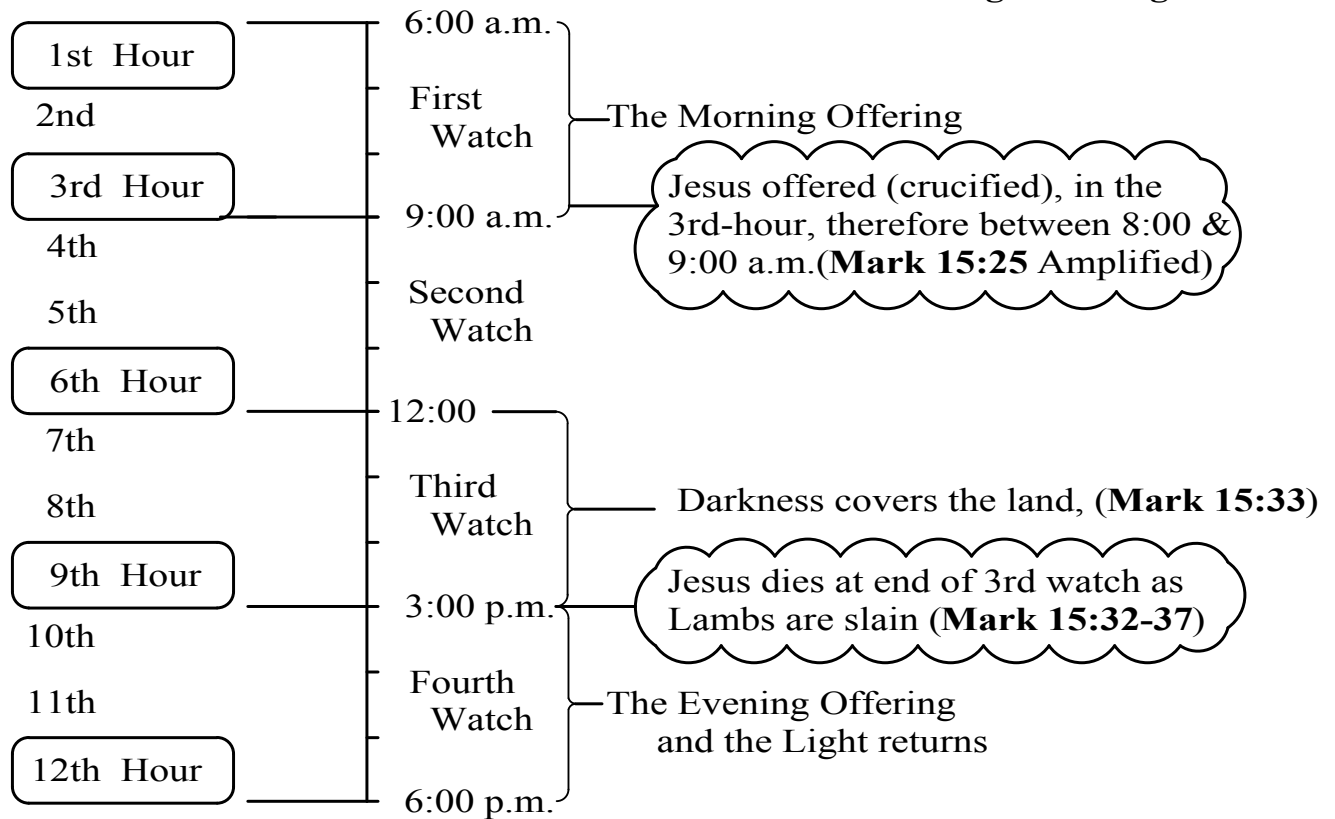 6:00 a.m.
1st Hour
First
Watch
2nd
The Morning Offering
3rd Hour
Jesus offered (crucified), in the
3rd-hour, therefore between 8:00 &
9:00 a.m.(Mark 15:25 Amplified)
9:00 a.m.
4th
Second
Watch
5th
6th Hour
12:00
7th
Third
Watch
8th
Darkness covers the land, (Mark 15:33)
9th Hour
Jesus dies at end of 3rd watch as
Lambs are slain (Mark 15:32-37)
3:00 p.m.
10th
Fourth
Watch
11th
The Evening Offering
and the Light returns
12th Hour
6:00 p.m.